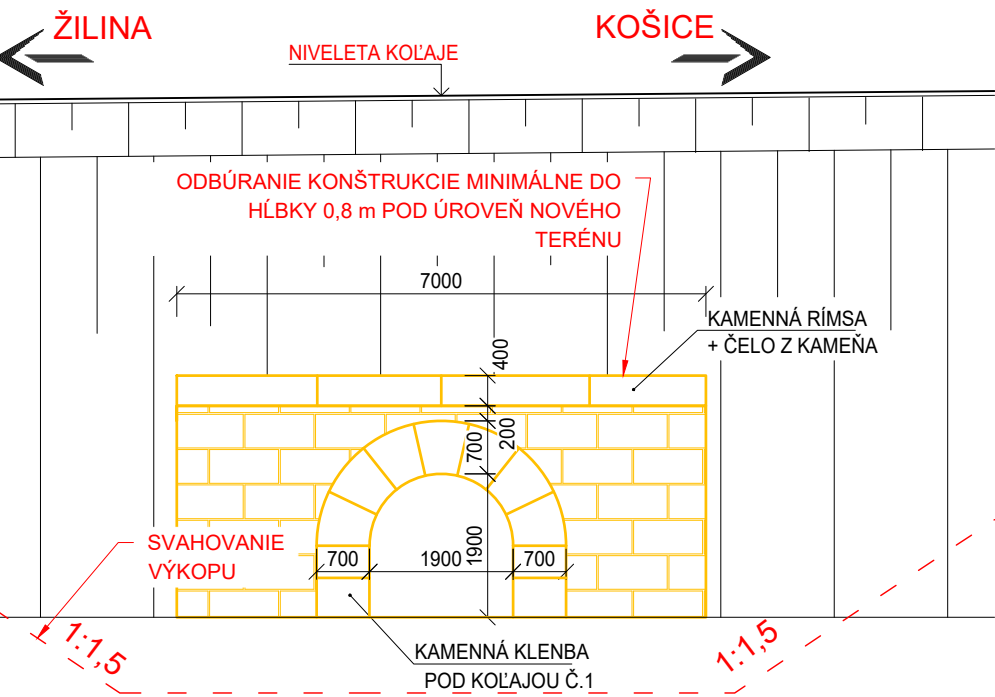 ŽILINA
KOŠICE
NIVELETA KOĽAJE
ODBÚRANIE KONŠTRUKCIE MINIMÁLNE DO
HĹBKY 0,8 m POD ÚROVEŇ NOVÉHO
TERÉNU
7000
KAMENNÁ RÍMSA
+ ČELO Z KAMEŇA
400
200
700
SVAHOVANIE
VÝKOPU
700
1900
1900
700
1:1,5
1:1,5
KAMENNÁ KLENBA
POD KOĽAJOU Č.1